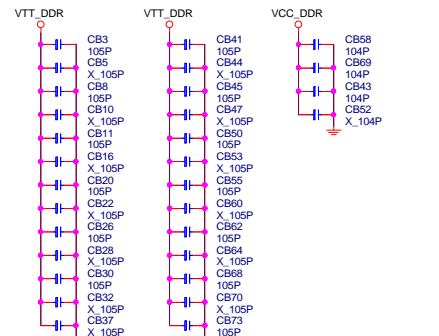 VTT_DDR
CB3
105P
CB5
X_105P
CB8
105P
CB10
X_105P
CB11
105P
CB16
X_105P
CB20
105P
CB22
X_105P
CB26
105P
CB28
X_105P
CB30
105P
CB32
X_105P
CB37
X_105P
VTT_DDR
CB41
105P
CB44
X_105P
CB45
105P
CB47
X_105P
CB50
105P
CB53
X_105P
CB55
105P
CB60
X_105P
CB62
105P
CB64
X_105P
CB68
105P
CB70
X_105P
CB73
105P
VCC_DDR
CB58
104P
CB69
104P
CB43
104P
CB52
X_104P